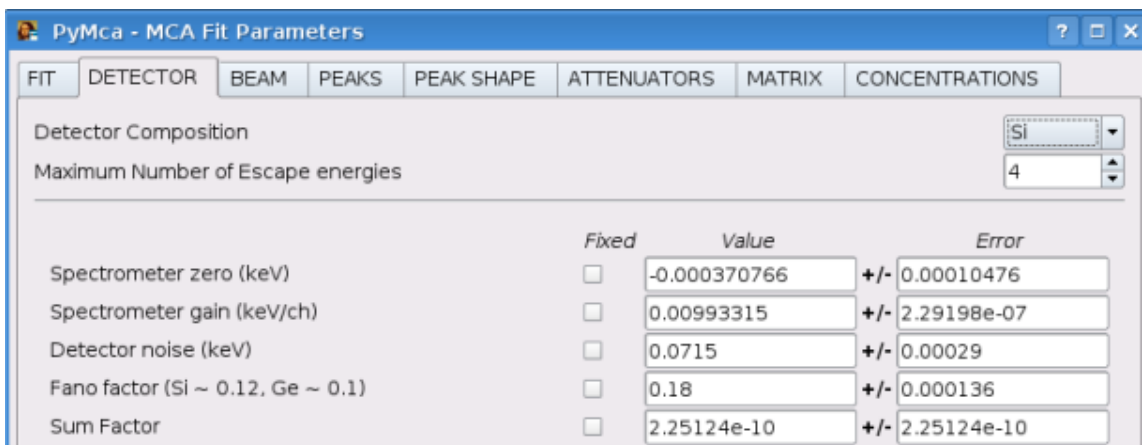 PyMca - MCA Fit Parameters
FIT DETECTOR BEAM PEAKS PEAK SHAPE ATTENUATORS MATRIX CONCENTRATIONS
Detector Composition Si
Maximum Number of Escape energies 4
Fixed Value Error
Spectrometer zero (keV) -0.000370766 +/- 0.00010476
Spectrometer gain (keV/ch) 0.00993315 +/- 2.29198e-07
Detector noise (keV) 0.0715 +/- 0.00029
Fano factor (Si ~ 0.12, Ge ~ 0.1) 0.18 +/- 0.000136
Sum Factor 2.25124e-10 +/- 2.25124e-10